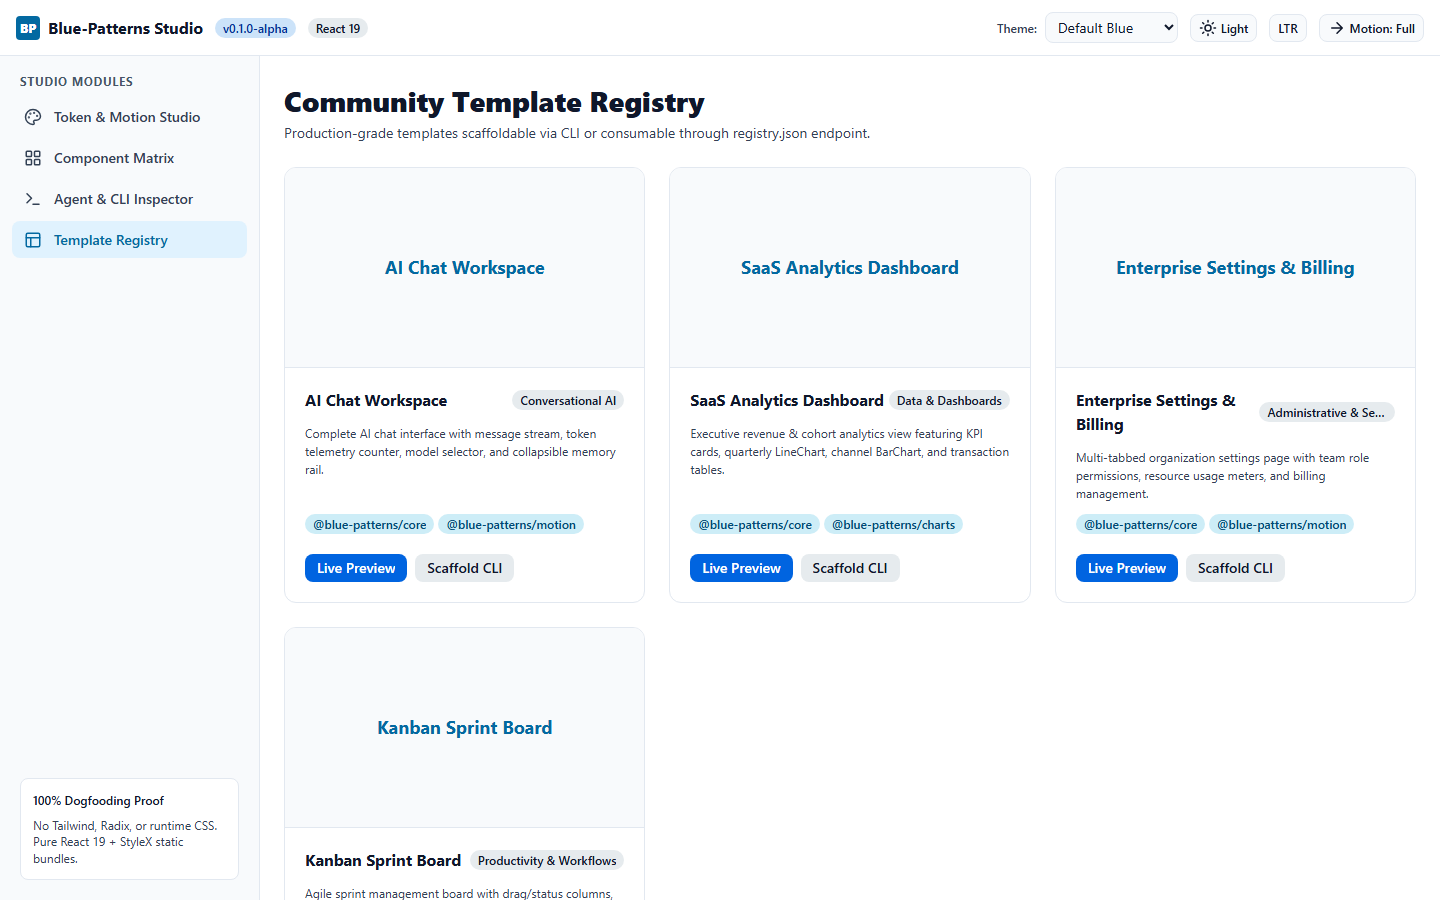 BP Blue-Patterns Studio v0.1.0-alpha React 19 Theme: Default Blue Light LTR Motion: Full
STUDIO MODULES
Token & Motion Studio
Component Matrix
Agent & CLI Inspector
Template Registry
100% Dogfooding Proof
No Tailwind, Radix, or runtime CSS.
Pure React 19 + StyleX static
bundles.
Community Template Registry
Production-grade templates scaffoldable via CLI or consumable through registry.json endpoint.
AI Chat Workspace
AI Chat Workspace Conversational AI
Complete AI chat interface with message stream, token
telemetry counter, model selector, and collapsible memory
rail.
@blue-patterns/core @blue-patterns/motion
Live Preview Scaffold CLI
SaaS Analytics Dashboard
SaaS Analytics Dashboard Data & Dashboards
Executive revenue & cohort analytics view featuring KPI
cards, quarterly LineChart, channel BarChart, and transaction
tables.
@blue-patterns/core @blue-patterns/charts
Live Preview Scaffold CLI
Enterprise Settings & Billing
Enterprise Settings &
Billing
Administrative & Se...
Multi-tabbed organization settings page with team role
permissions, resource usage meters, and billing
management.
@blue-patterns/core @blue-patterns/motion
Live Preview Scaffold CLI
Kanban Sprint Board
Kanban Sprint Board Productivity & Workflows
Agile sprint management board with drag/status columns,